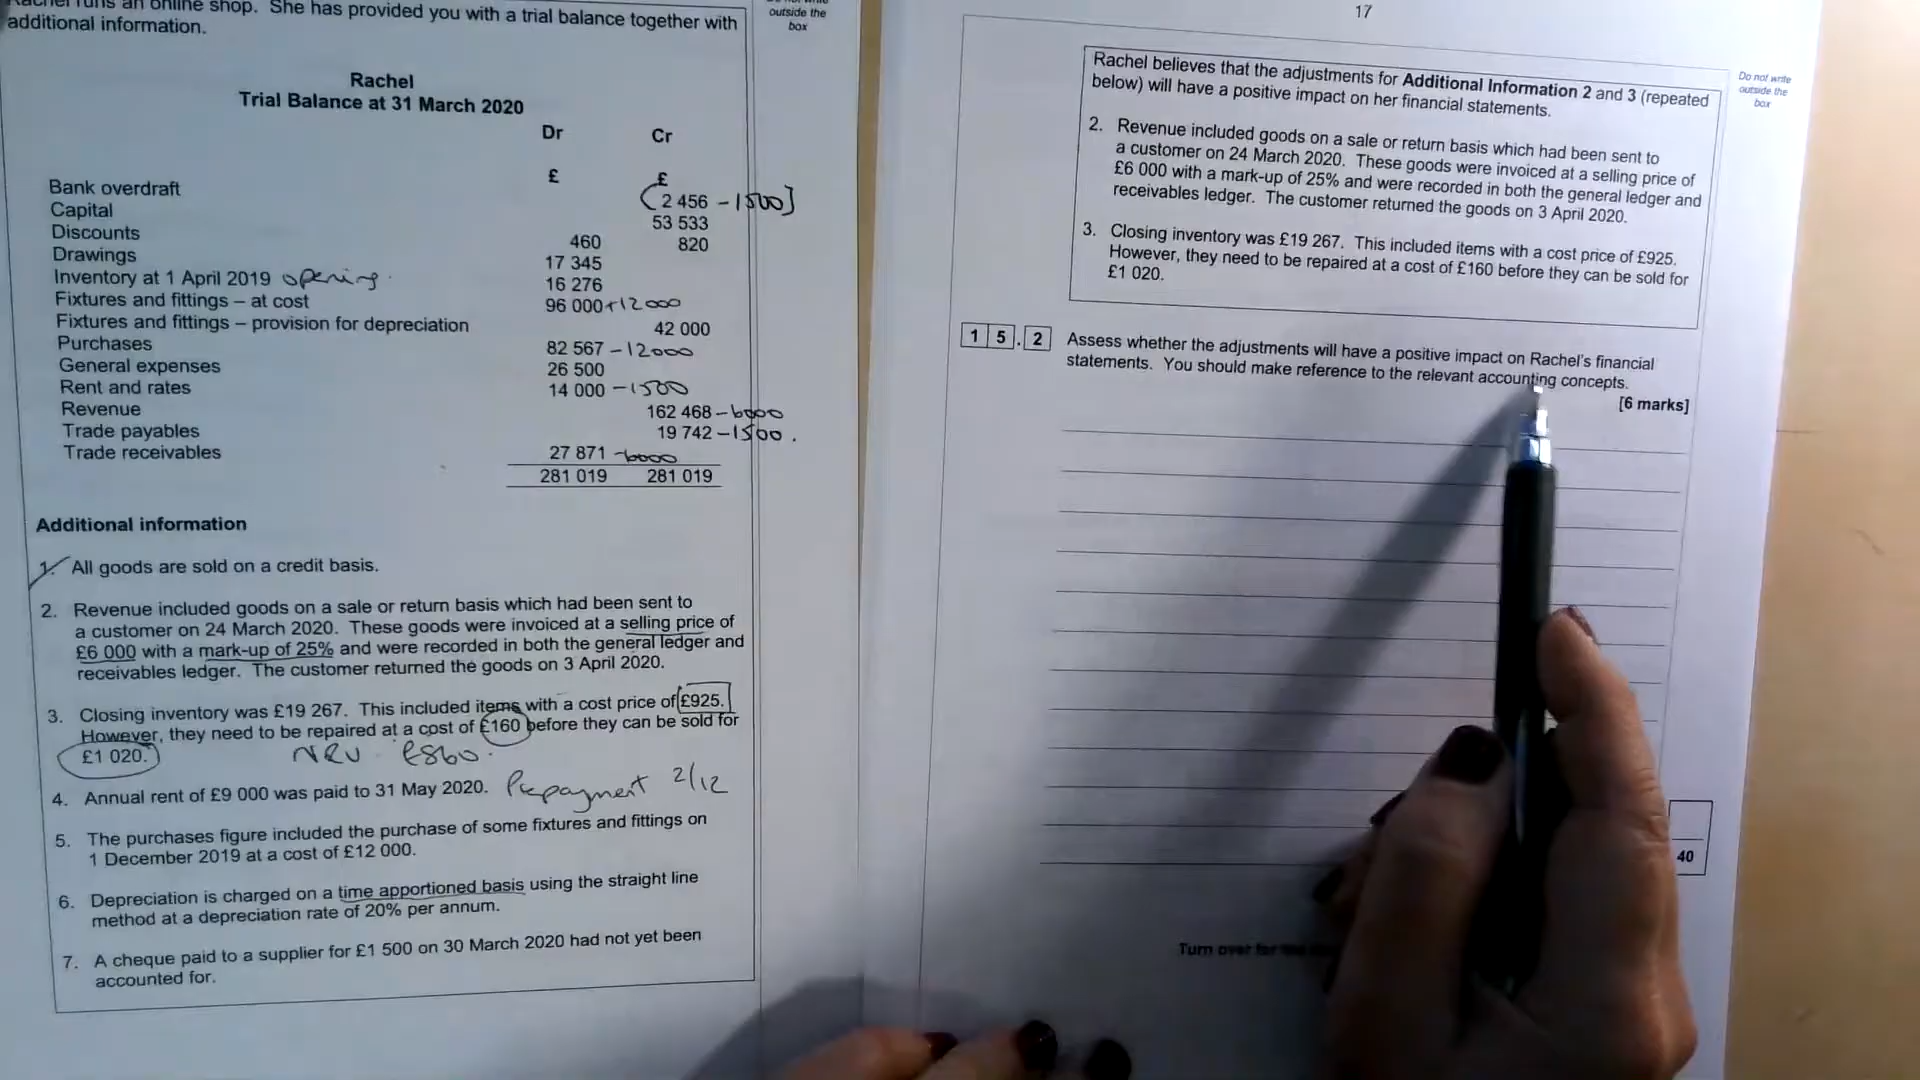 Rachel runs an online shop. She has provided you with a trial balance together with
additional information.
outside the
box
Rachel
Trial Balance at 31 March 2020
Dr Cr
£ £
Bank overdraft 2 456 -1500
Capital 53 533
Discounts 460 820
Drawings 17 345
Inventory at 1 April 2019 opening. 16 276
Fixtures and fittings – at cost 96 000 +12000
Fixtures and fittings – provision for depreciation 42 000
Purchases 82 567 -12000
General expenses 26 500
Rent and rates 14 000 -1500
Revenue 162 468 -6000
Trade payables 19 742 -1500.
Trade receivables 27 871 -6000
281 019 281 019
Additional information
1. All goods are sold on a credit basis.
2. Revenue included goods on a sale or return basis which had been sent to
a customer on 24 March 2020. These goods were invoiced at a selling price of
£6 000 with a mark-up of 25% and were recorded in both the general ledger and
receivables ledger. The customer returned the goods on 3 April 2020.
3. Closing inventory was £19 267. This included items with a cost price of £925.
However, they need to be repaired at a cost of £160 before they can be sold for
£1 020. NRV £860.
4. Annual rent of £9 000 was paid to 31 May 2020. Prepayment 2/12
5. The purchases figure included the purchase of some fixtures and fittings on
1 December 2019 at a cost of £12 000.
6. Depreciation is charged on a time apportioned basis using the straight line
method at a depreciation rate of 20% per annum.
7. A cheque paid to a supplier for £1 500 on 30 March 2020 had not yet been
accounted for.
17
Do not write
outside the
box
Rachel believes that the adjustments for Additional Information 2 and 3 (repeated
below) will have a positive impact on her financial statements.
2. Revenue included goods on a sale or return basis which had been sent to
a customer on 24 March 2020. These goods were invoiced at a selling price of
£6 000 with a mark-up of 25% and were recorded in both the general ledger and
receivables ledger. The customer returned the goods on 3 April 2020.
3. Closing inventory was £19 267. This included items with a cost price of £925.
However, they need to be repaired at a cost of £160 before they can be sold for
£1 020.
1 5 . 2 Assess whether the adjustments will have a positive impact on Rachel's financial
statements. You should make reference to the relevant accounting concepts.
[6 marks]
40
Turn over for